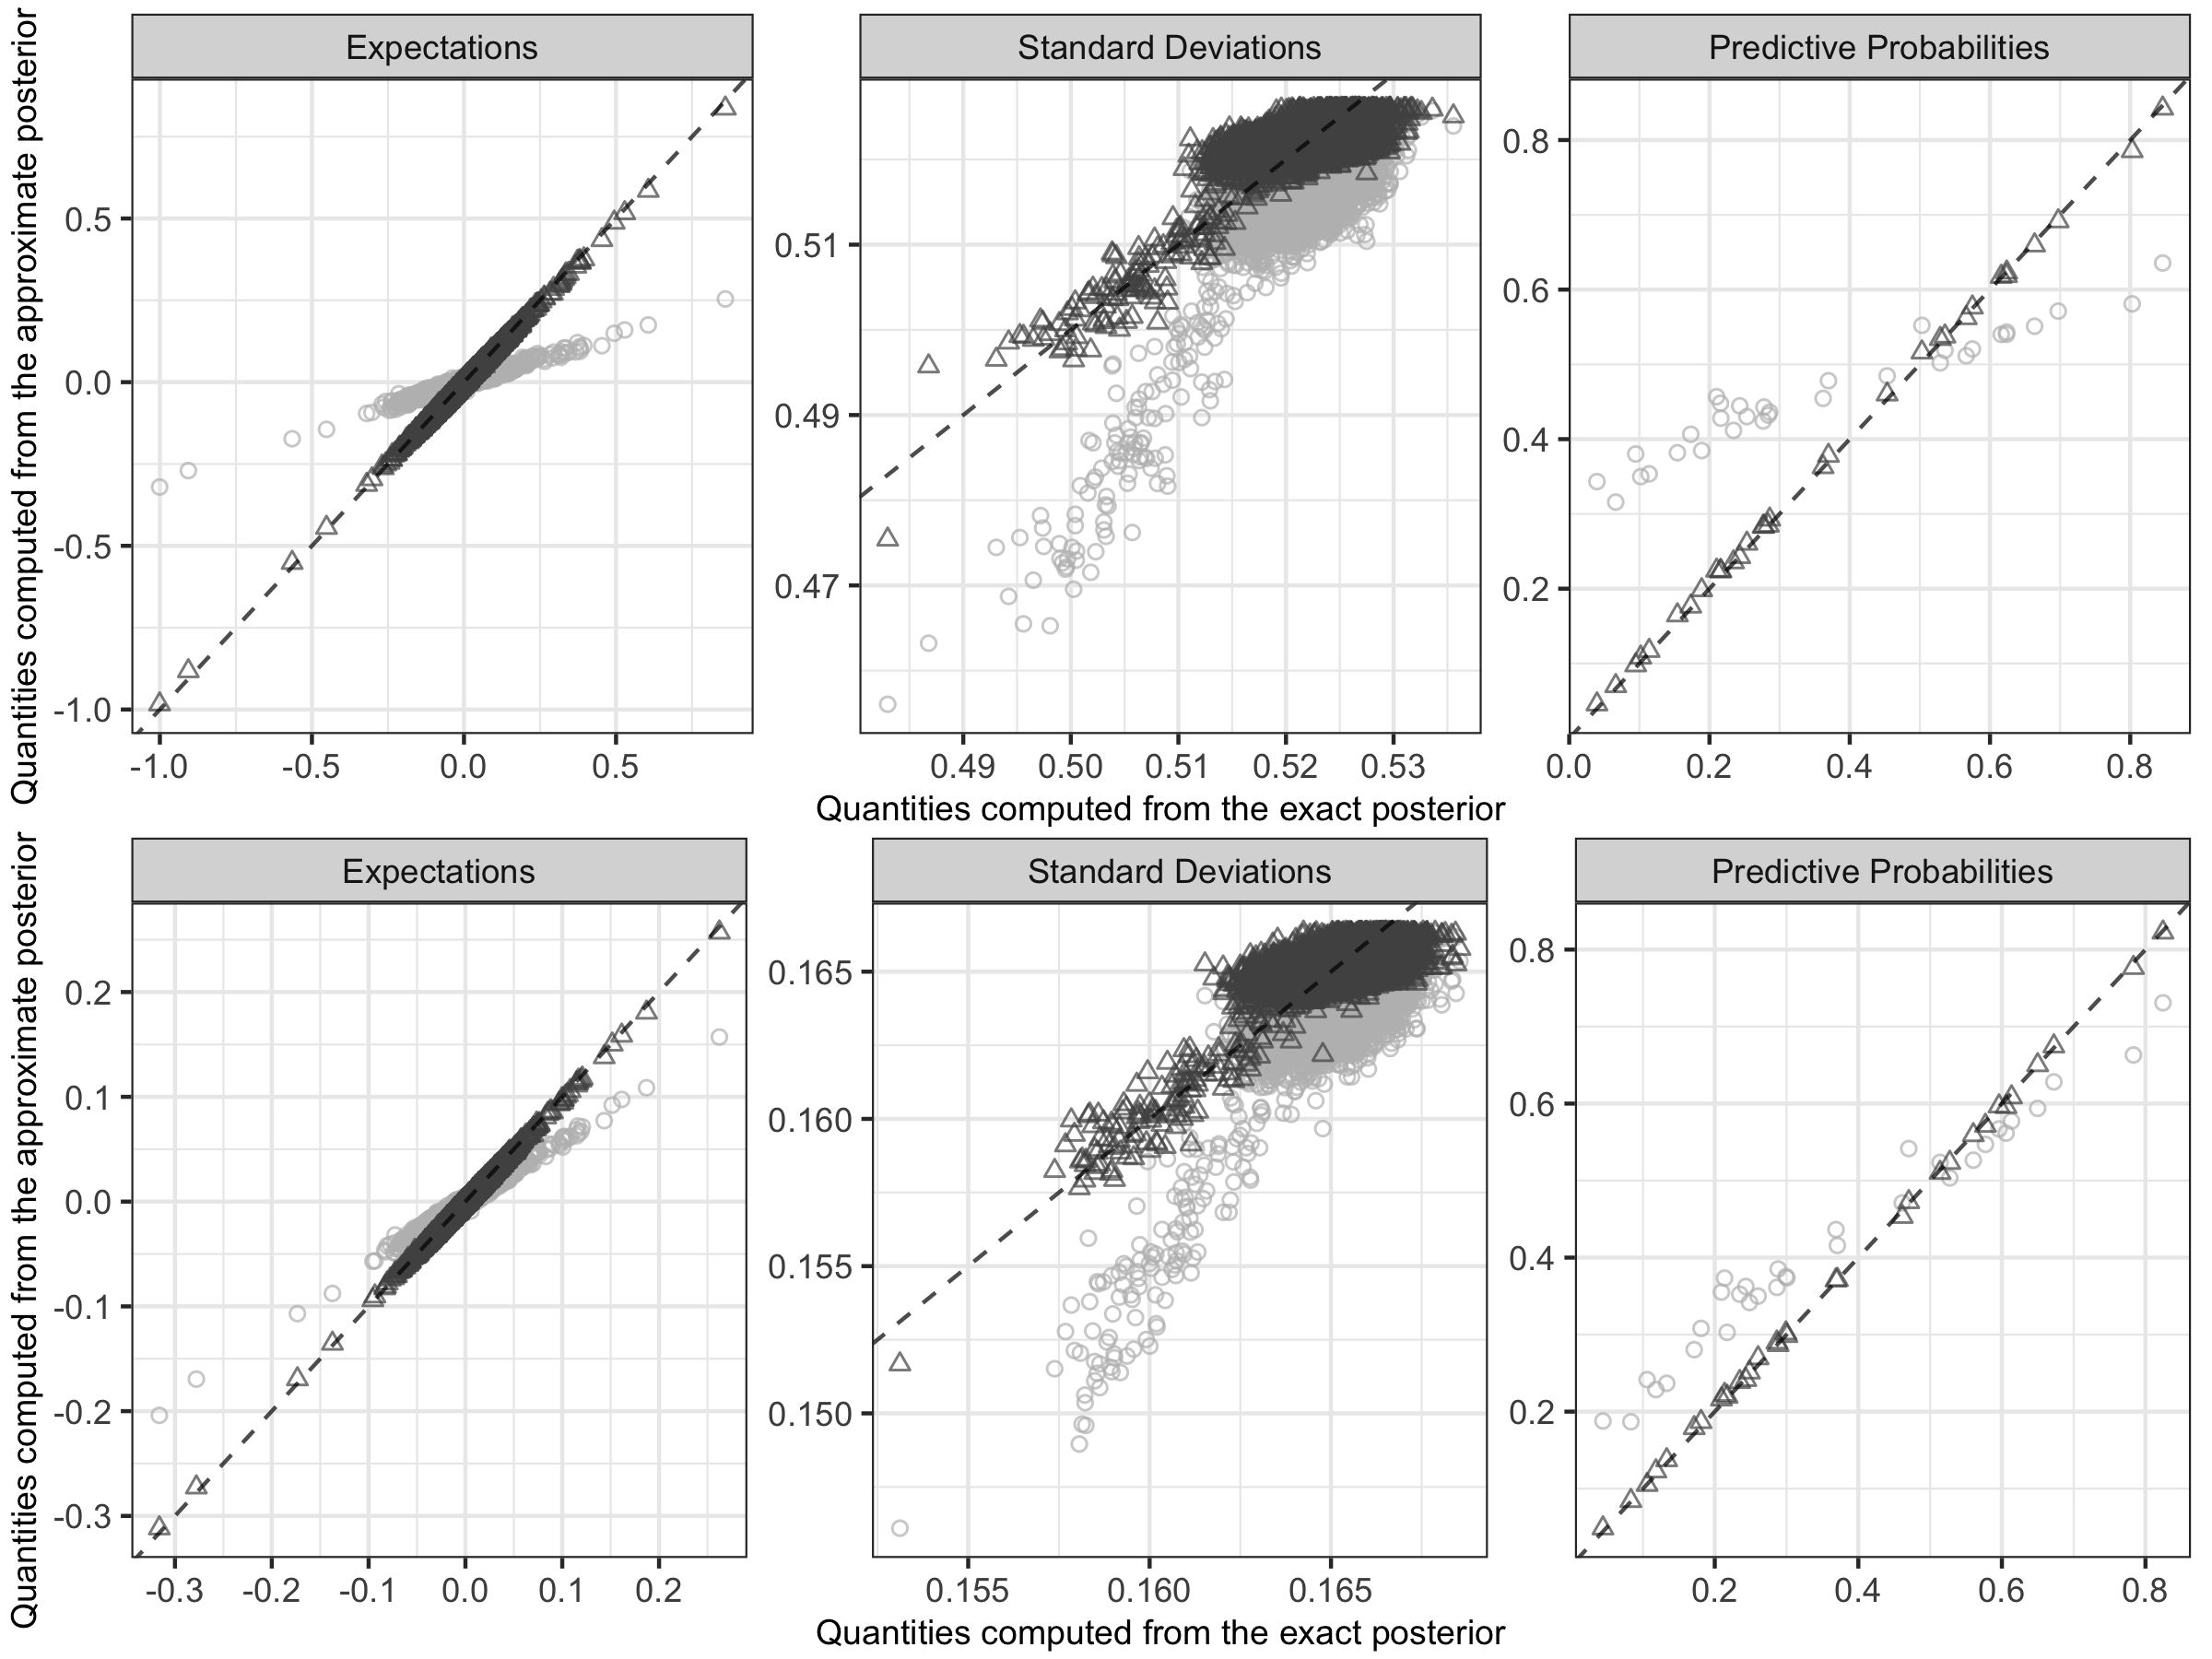 Expectations
Standard Deviations
Predictive Probabilities
Quantities computed from the approximate posterior
0.5
0.0
-0.5
-1.0
-1.0 -0.5 0.0 0.5
0.51
0.49
0.47
0.49 0.50 0.51 0.52 0.53
0.8
0.6
0.4
0.2
0.0 0.2 0.4 0.6 0.8
Quantities computed from the exact posterior
Expectations
Standard Deviations
Predictive Probabilities
Quantities computed from the approximate posterior
0.2
0.1
0.0
-0.1
-0.2
-0.3
-0.3 -0.2 -0.1 0.0 0.1 0.2
0.165
0.160
0.155
0.150
0.155 0.160 0.165
0.8
0.6
0.4
0.2
0.2 0.4 0.6 0.8
Quantities computed from the exact posterior